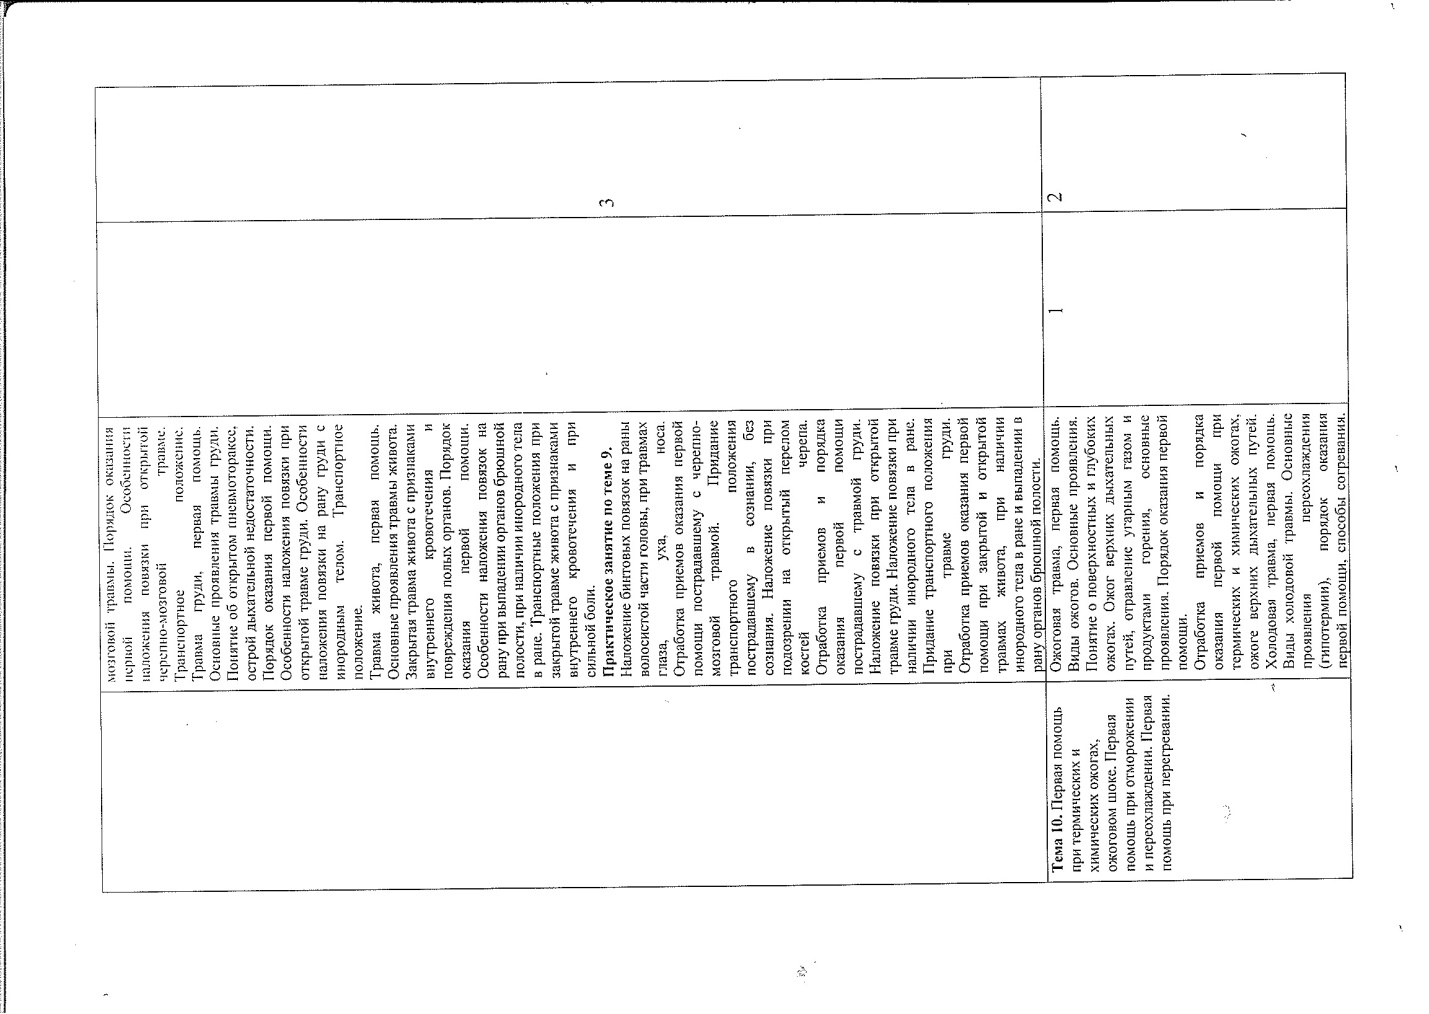 мозговой травмы. Порядок оказания
первой помощи. Особенности
наложения повязки при открытой
черепно-мозговой травме.
Транспортное положение.
Травма груди, первая помощь.
Основные проявления травмы груди.
Понятие об открытом пневмотораксе,
острой дыхательной недостаточности.
Порядок оказания первой помощи.
Особенности наложения повязки при
открытой травме груди. Особенности
наложения повязки на рану груди с
инородным телом. Транспортное
положение.
Травма живота, первая помощь.
Основные проявления травмы живота.
Закрытая травма живота с признаками
внутреннего кровотечения и
повреждения полых органов. Порядок
оказания первой помощи.
Особенности наложения повязок на
рану при выпадении органов брюшной
полости, при наличии инородного тела
в ране. Транспортные положения при
закрытой травме живота с признаками
внутреннего кровотечения и при
сильной боли.
Практическое занятие по теме 9.
3
Наложение бинтовых повязок на раны
волосистой части головы, при травмах
глаза, уха, носа.
Отработка приемов оказания первой
помощи пострадавшему с черепно-
мозговой травмой. Придание
транспортного положения
пострадавшему в сознании, без
сознания. Наложение повязки при
подозрении на открытый перелом
костей черепа.
Отработка приемов и порядка
оказания первой помощи
пострадавшему с травмой груди.
Наложение повязки при открытой
травме груди. Наложение повязки при
наличии инородного тела в ране.
Придание транспортного положения
при травме груди.
Отработка приемов оказания первой
помощи при закрытой и открытой
травмах живота, при наличии
инородного тела в ране и выпадении в
рану органов брюшной полости.
Тема 10. Первая помощь
при термических и
химических ожогах,
ожоговом шоке. Первая
помощь при отморожении
и переохлаждении. Первая
помощь при перегревании.
Ожоговая травма, первая помощь.
Виды ожогов. Основные проявления.
Понятие о поверхностных и глубоких
ожогах. Ожог верхних дыхательных
путей, отравление угарным газом и
продуктами горения, основные
проявления. Порядок оказания первой
помощи.
Отработка приемов и порядка
оказания первой помощи при
термических и химических ожогах,
ожоге верхних дыхательных путей.
Холодовая травма, первая помощь.
Виды холодовой травмы. Основные
проявления переохлаждения
(гипотермии), порядок оказания
первой помощи, способы согревания.
1
2